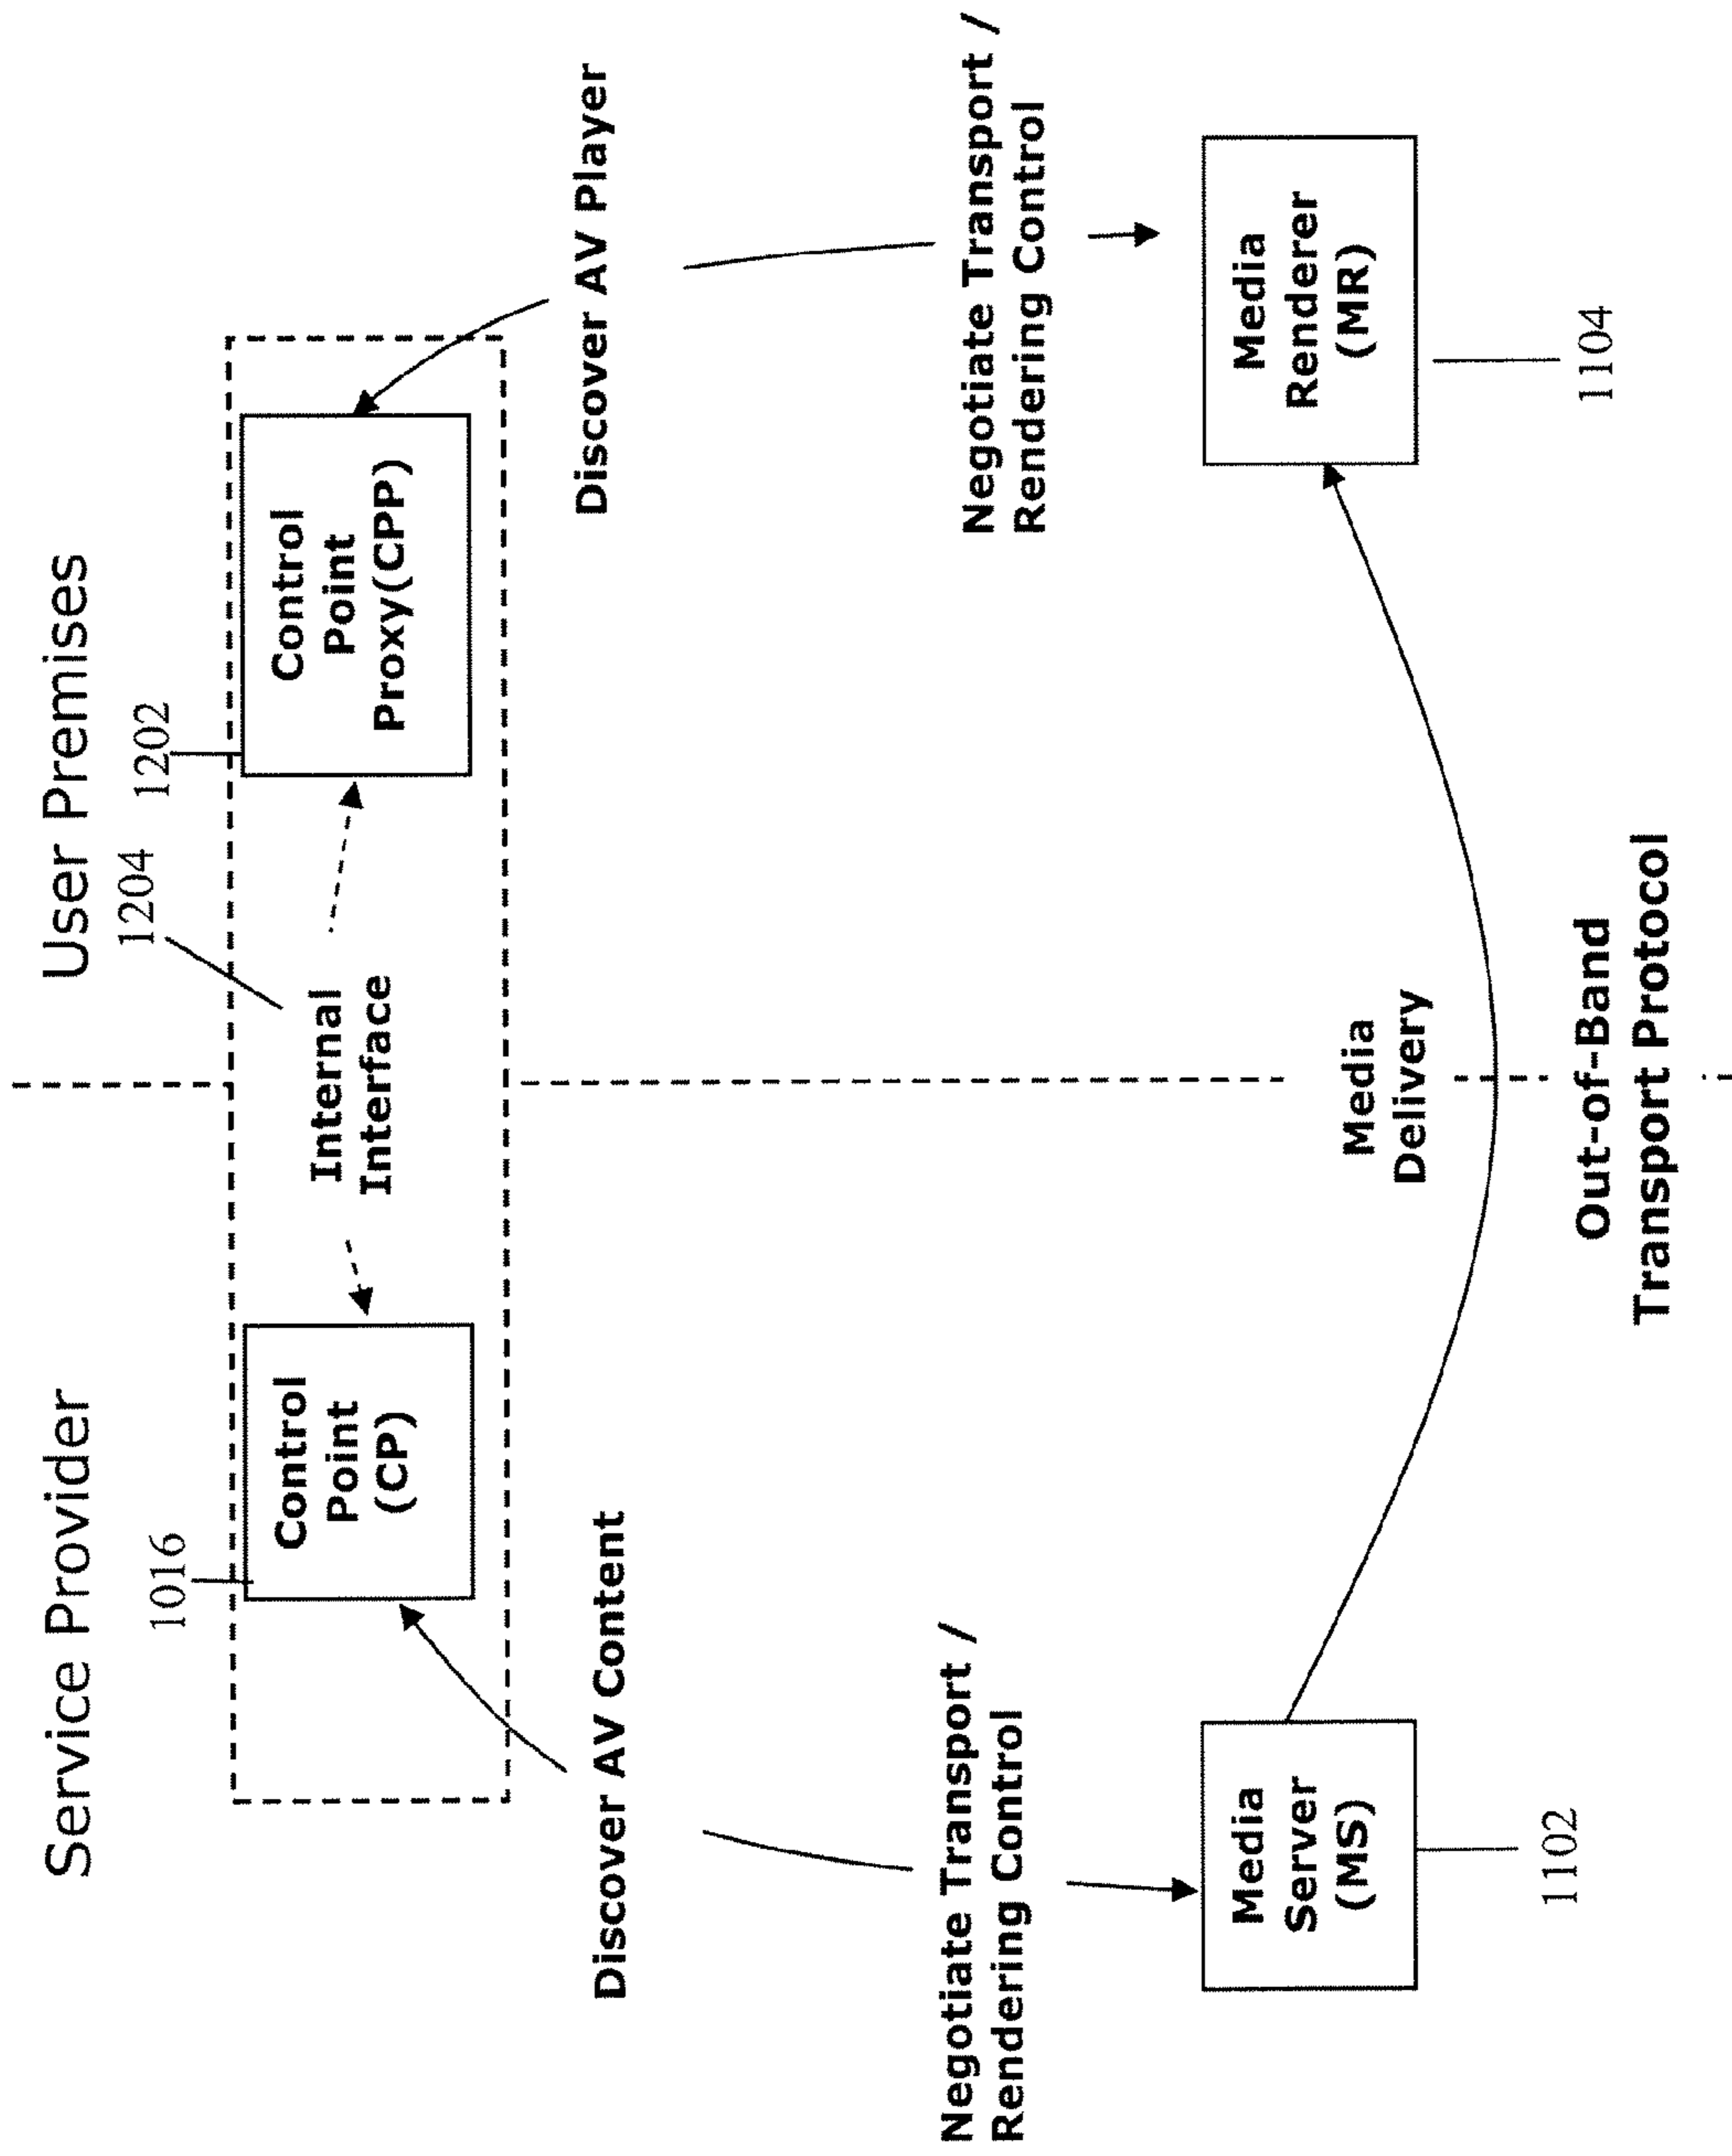 Service Provider
User Premises
1016
1204
1202
Control
Point
(CP)
Internal
Interface
Control
Point
Proxy(CPP)
Discover AV Content
Discover AV Player
Negotiate Transport /
Rendering Control
Negotiate Transport /
Rendering Control
Media
Server
(MS)
Media
Delivery
Media
Renderer
(MR)
1102
1104
Out-of-Band
Transport Protocol